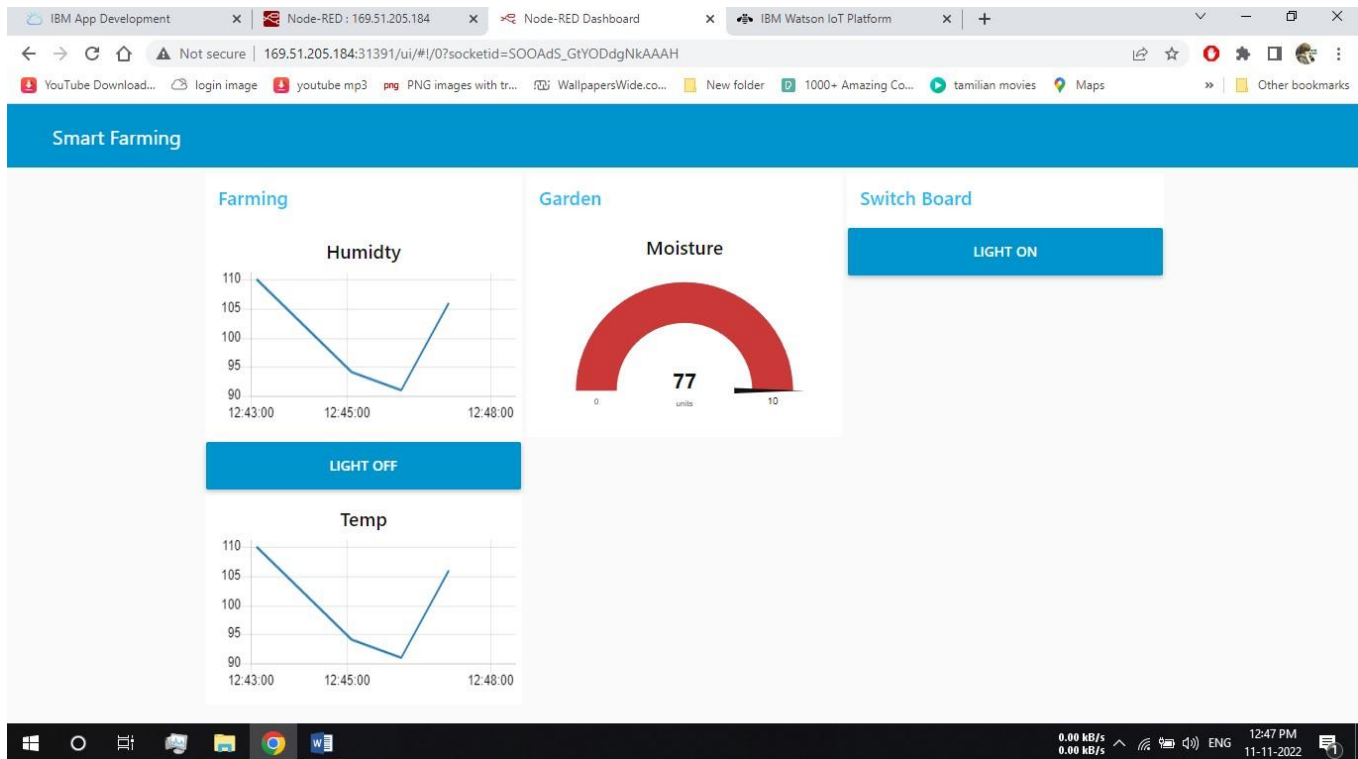 IBM App Development
Node-RED : 169.51.205.184
Node-RED Dashboard
IBM Watson IoT Platform
Not secure
169.51.205.184:31391/ui/#!/0?socketid=SOOAdS_GtYODdgNkAAAH
YouTube Download...
login image
youtube mp3
png PNG images with tr...
WallpapersWide.co...
New folder
D 1000+ Amazing Co...
tamilian movies
Maps
»
Other bookmarks
Smart Farming
Farming
Humidty
110
105
100
95
90
12:43:00 12:45:00 12:48:00
LIGHT OFF
Temp
110
105
100
95
90
12:43:00 12:45:00 12:48:00
Garden
Moisture
77
units
0 10
Switch Board
LIGHT ON
W
0.00 kB/s
0.00 kB/s
ENG
12:47 PM
11-11-2022
1